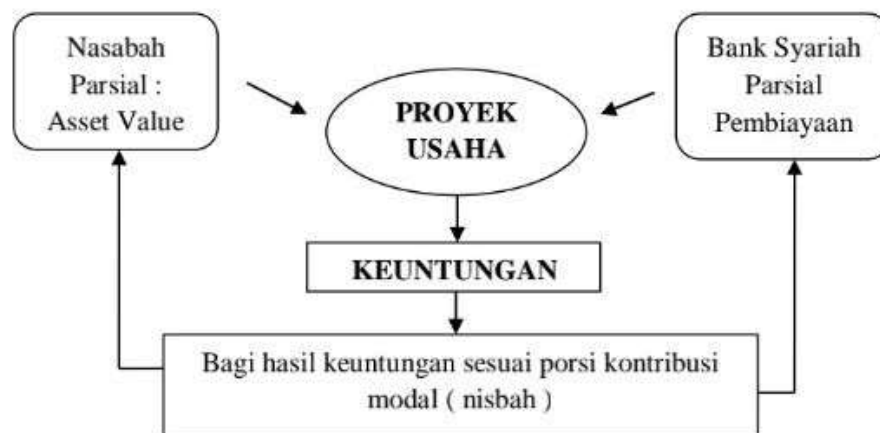 Nasabah
Parsial :
Asset Value
Bank Syariah
Parsial
Pembiayaan
PROYEK
USAHA
KEUNTUNGAN
Bagi hasil keuntungan sesuai porsi kontribusi
modal ( nisbah )